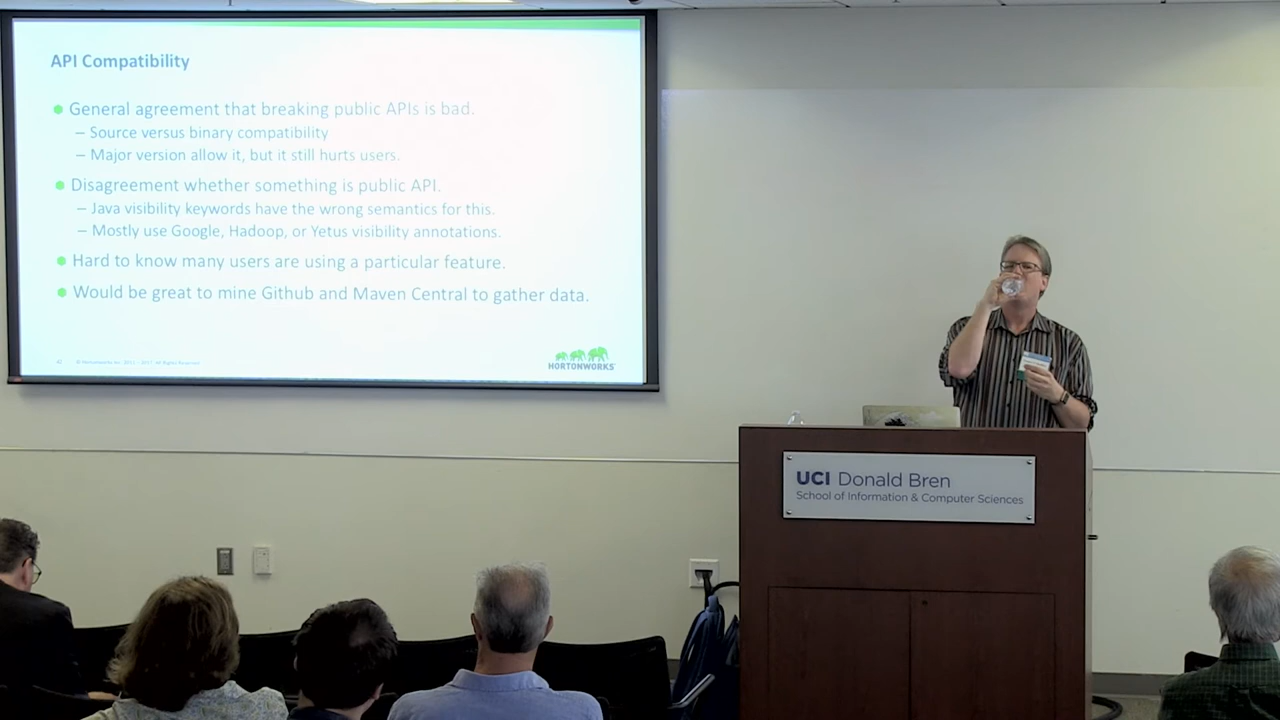 API Compatibility
General agreement that breaking public APIs is bad.
– Source versus binary compatibility
– Major version allow it, but it still hurts users.
Disagreement whether something is public API.
– Java visibility keywords have the wrong semantics for this.
– Mostly use Google, Hadoop, or Yetus visibility annotations.
Hard to know many users are using a particular feature.
Would be great to mine Github and Maven Central to gather data.
HORTONWORKS
UCI Donald Bren
School of Information & Computer Sciences